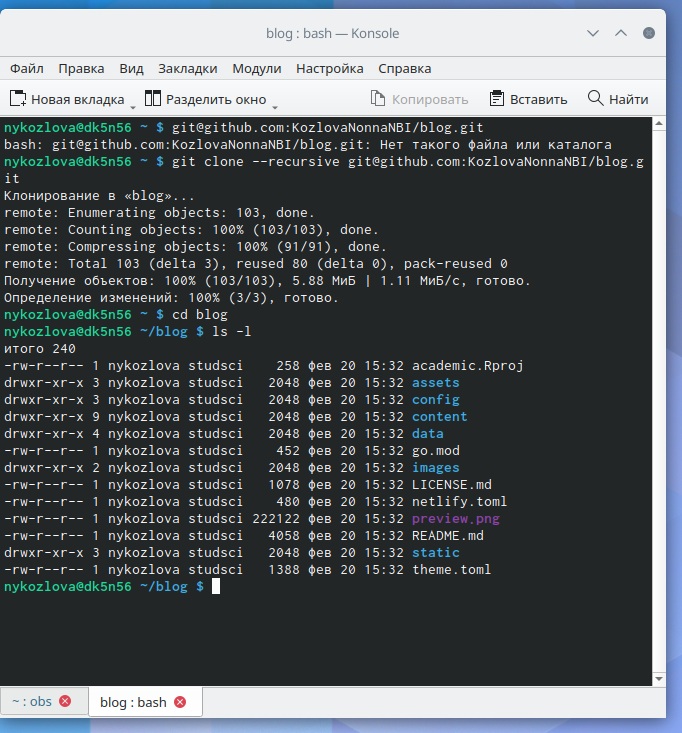 blog : bash — Konsole
Файл Правка Вид Закладки Модули Настройка Справка
Новая вкладка Разделить окно Копировать Вставить Найти
nykozlova@dk5n56 ~ $ git@github.com:KozlovaNonnaNBI/blog.git
bash: git@github.com:KozlovaNonnaNBI/blog.git: Нет такого файла или каталога
nykozlova@dk5n56 ~ $ git clone --recursive git@github.com:KozlovaNonnaNBI/blog.g
it
Клонирование в «blog»...
remote: Enumerating objects: 103, done.
remote: Counting objects: 100% (103/103), done.
remote: Compressing objects: 100% (91/91), done.
remote: Total 103 (delta 3), reused 80 (delta 0), pack-reused 0
Получение объектов: 100% (103/103), 5.88 МиБ | 1.11 МиБ/с, готово.
Определение изменений: 100% (3/3), готово.
nykozlova@dk5n56 ~ $ cd blog
nykozlova@dk5n56 ~/blog $ ls -l
итого 240
-rw-r--r-- 1 nykozlova studsci    258 фев 20 15:32 academic.Rproj
drwxr-xr-x 3 nykozlova studsci   2048 фев 20 15:32 assets
drwxr-xr-x 3 nykozlova studsci   2048 фев 20 15:32 config
drwxr-xr-x 9 nykozlova studsci   2048 фев 20 15:32 content
drwxr-xr-x 4 nykozlova studsci   2048 фев 20 15:32 data
-rw-r--r-- 1 nykozlova studsci    452 фев 20 15:32 go.mod
drwxr-xr-x 2 nykozlova studsci   2048 фев 20 15:32 images
-rw-r--r-- 1 nykozlova studsci   1078 фев 20 15:32 LICENSE.md
-rw-r--r-- 1 nykozlova studsci    480 фев 20 15:32 netlify.toml
-rw-r--r-- 1 nykozlova studsci 222122 фев 20 15:32 preview.png
-rw-r--r-- 1 nykozlova studsci   4058 фев 20 15:32 README.md
drwxr-xr-x 3 nykozlova studsci   2048 фев 20 15:32 static
-rw-r--r-- 1 nykozlova studsci   1388 фев 20 15:32 theme.toml
nykozlova@dk5n56 ~/blog $
~ : obs blog : bash